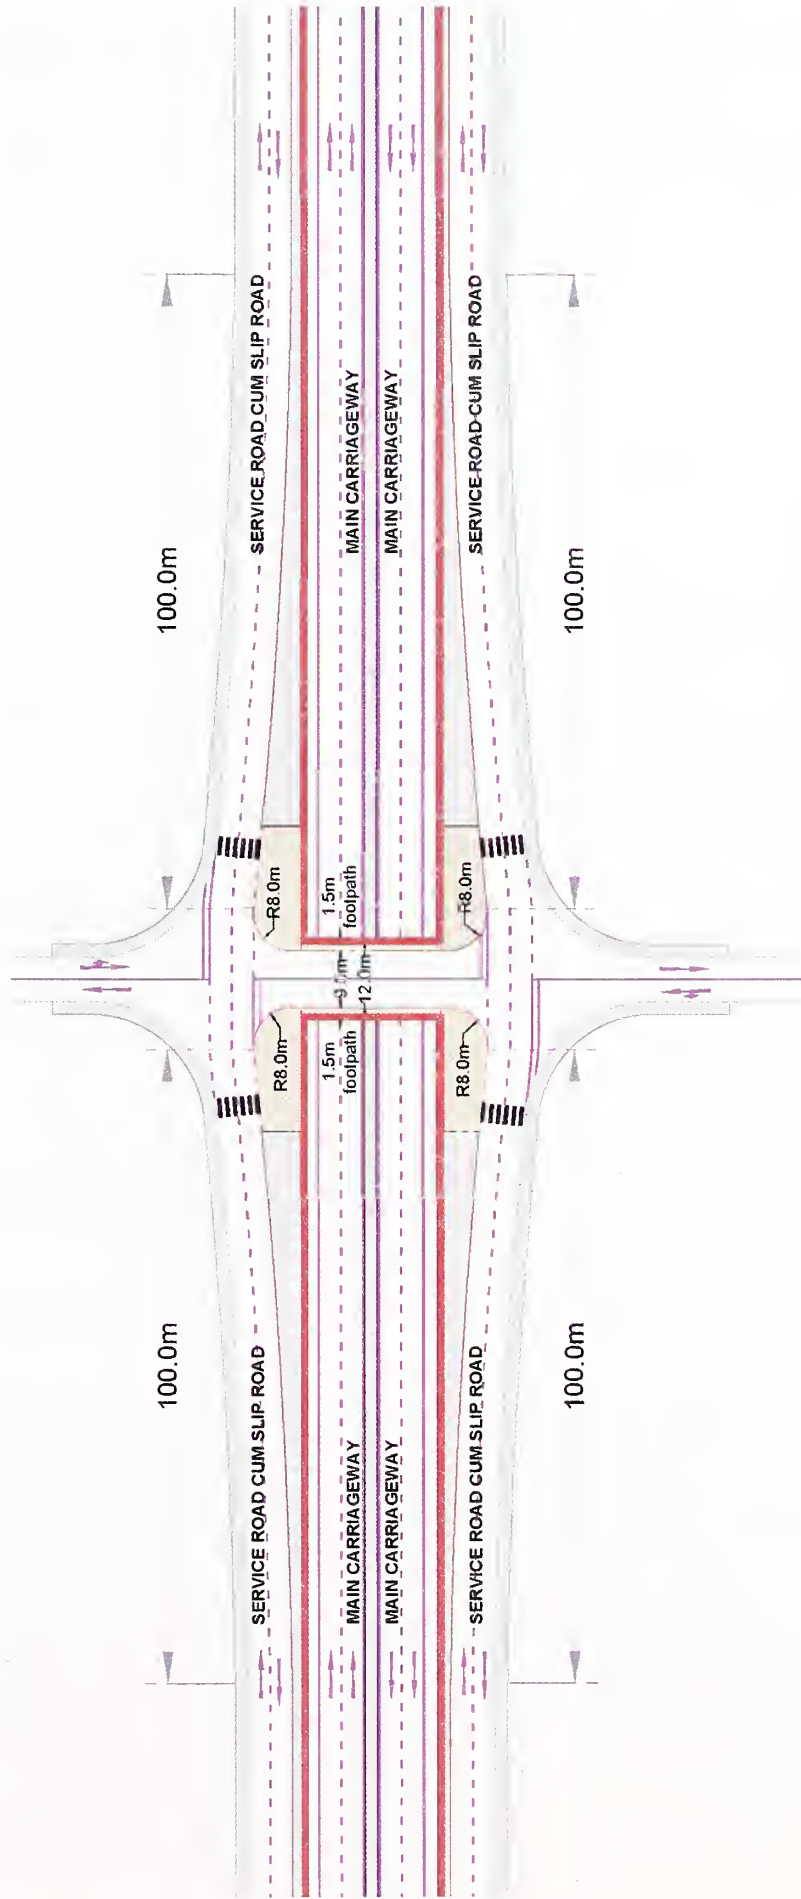 SERVICE ROAD CUM SLIP ROAD
MAIN CARRIAGEWAY
MAIN CARRIAGEWAY
SERVICE ROAD CUM SLIP ROAD
100.0m
100.0m
R8.0m
1.5m
footpath
R8.0m
9.0m
12.0m
R8.0m
1.5m
footpath
R8.0m
100.0m
100.0m
SERVICE ROAD CUM SLIP ROAD
MAIN CARRIAGEWAY
MAIN CARRIAGEWAY
SERVICE ROAD CUM SLIP ROAD